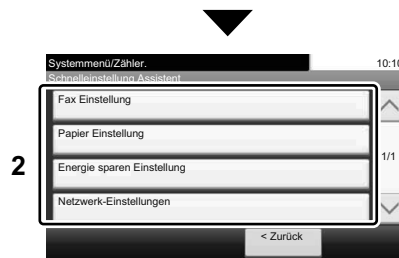 Systemmenü/Zähler. 10:10
Schnelleinstellung Assistent
Fax Einstellung
Papier Einstellung
1/1
2
Energie sparen Einstellung
Netzwerk-Einstellungen
< Zurück